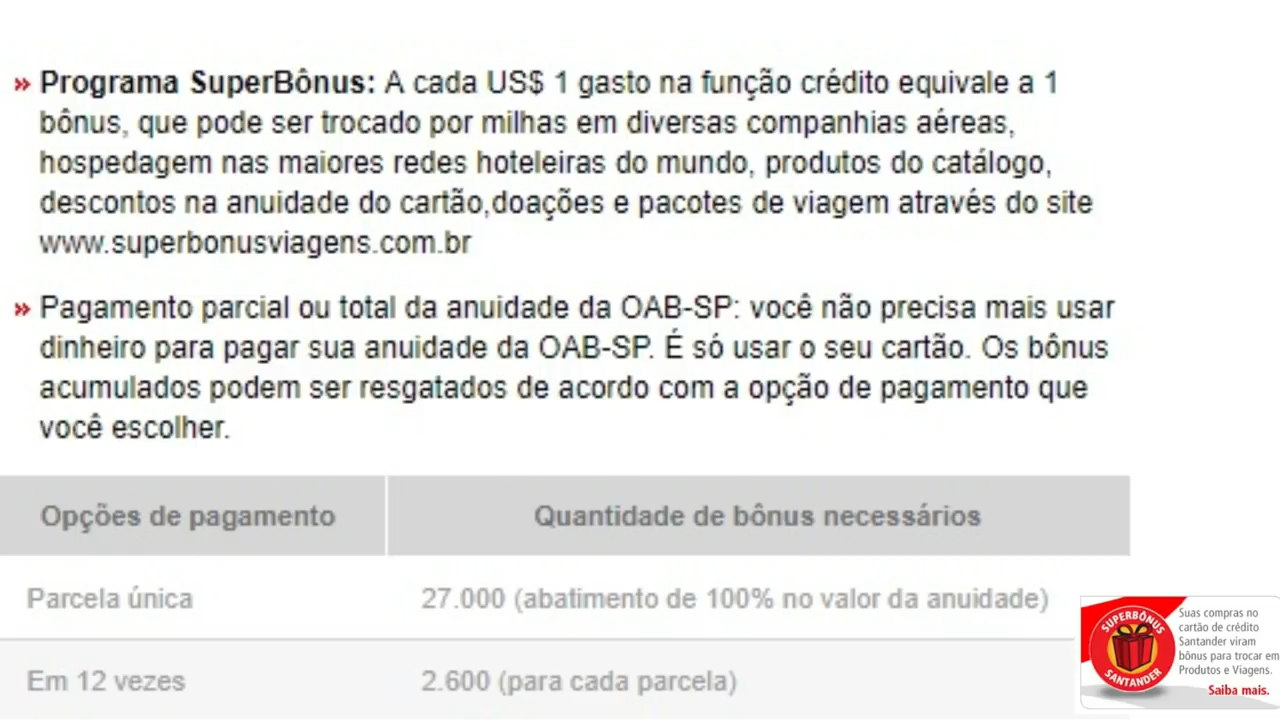 » Programa SuperBônus: A cada US$ 1 gasto na função crédito equivale a 1
bônus, que pode ser trocado por milhas em diversas companhias aéreas,
hospedagem nas maiores redes hoteleiras do mundo, produtos do catálogo,
descontos na anuidade do cartão,doações e pacotes de viagem através do site
www.superbonusviagens.com.br
» Pagamento parcial ou total da anuidade da OAB-SP: você não precisa mais usar
dinheiro para pagar sua anuidade da OAB-SP. É só usar o seu cartão. Os bônus
acumulados podem ser resgatados de acordo com a opção de pagamento que
você escolher.
Opções de pagamento Quantidade de bônus necessários
Parcela única 27.000 (abatimento de 100% no valor da anuidade)
Em 12 vezes 2.600 (para cada parcela)
SUPERBÔNUS
SANTANDER
Suas compras no
cartão de crédito
Santander viram
bônus para trocar em
Produtos e Viagens.
Saiba mais.